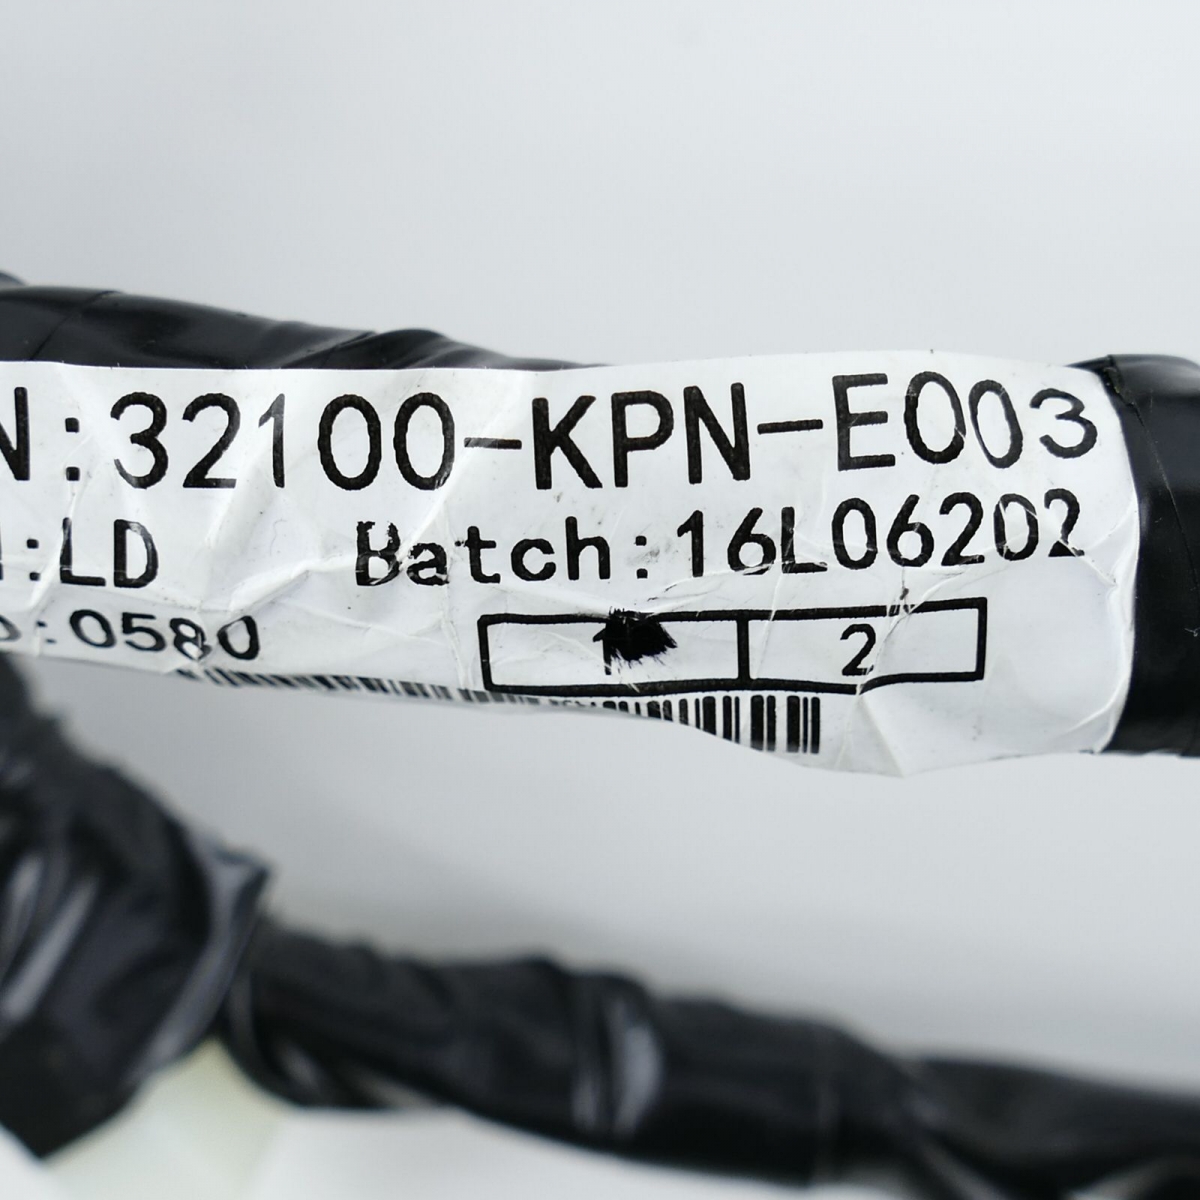 N:32100-KPN-E003
:LD Batch:16L06202
o:0580
1 2